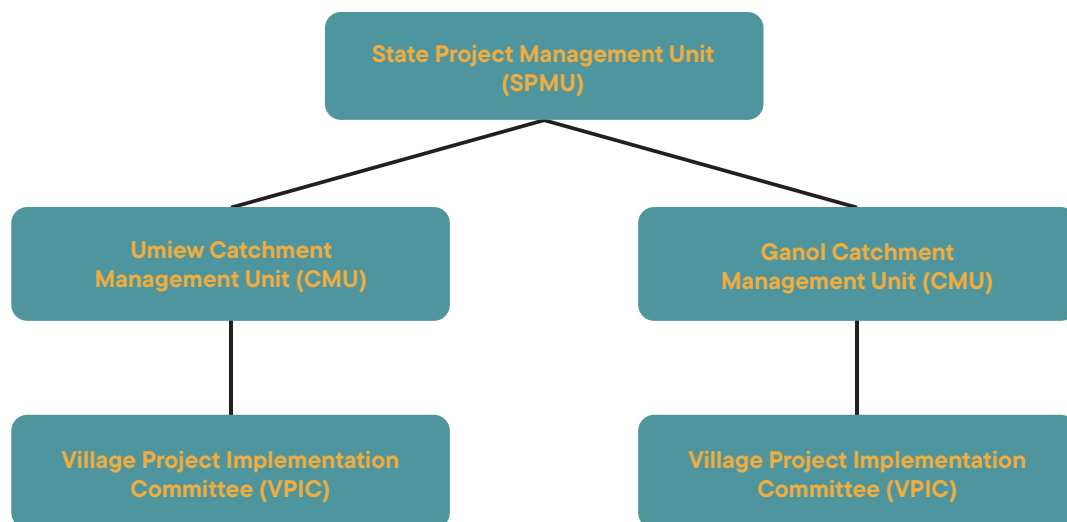 State Project Management Unit
(SPMU)
Umiew Catchment
Management Unit (CMU)
Ganol Catchment
Management Unit (CMU)
Village Project Implementation
Committee (VPIC)
Village Project Implementation
Committee (VPIC)